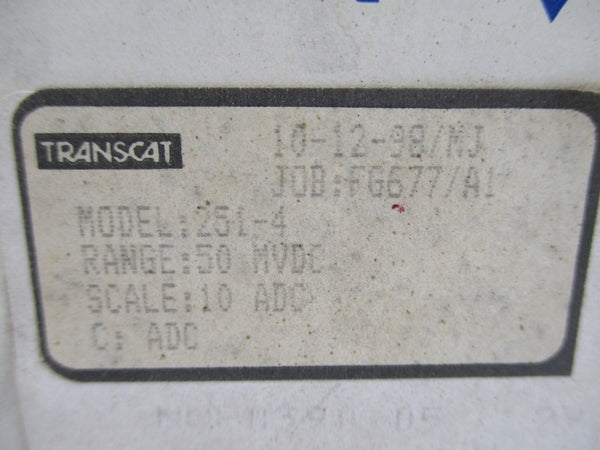 TRANSCAT
10-12-98/MJ
JOB:FG677/A1
MODEL:251-4
RANGE:50 MVDC
SCALE:10 ADC
C: ADC